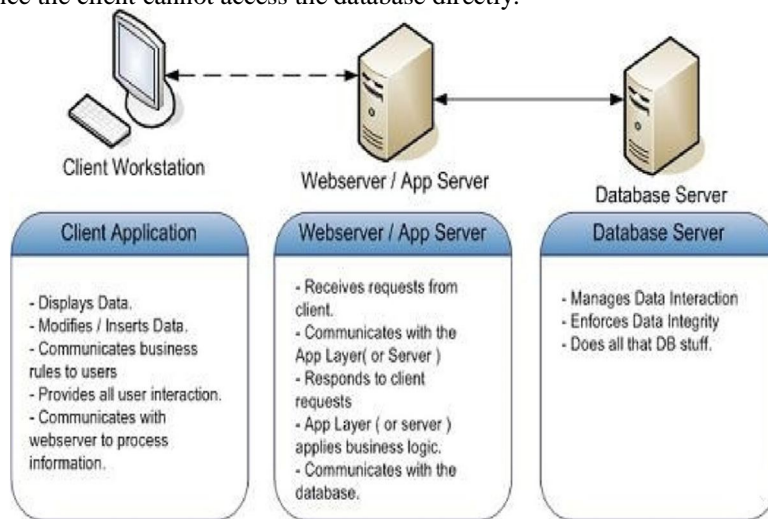 ce the client cannot access the database directly.
Client Workstation
Webserver / App Server
Database Server
Client Application
- Displays Data.
- Modifies / Inserts Data.
- Communicates business
rules to users
- Provides all user interaction.
- Communicates with
webserver to process
information.
Webserver / App Server
- Receives requests from
client.
- Communicates with the
App Layer( or Server )
- Responds to client
requests
- App Layer ( or server )
applies business logic.
- Communicates with the
database.
Database Server
- Manages Data Interaction
- Enforces Data Integrity
- Does all that DB stuff.